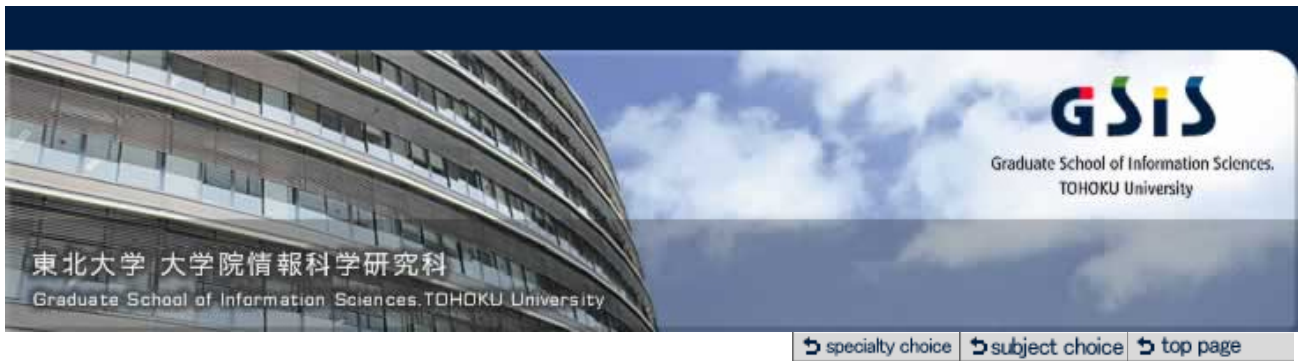 GSiS
Graduate School of Information Sciences.
TOHOKU University
東北大学 大学院情報科学研究科
Graduate School of Information Sciences.TOHOKU University
specialty choice
subject choice
top page